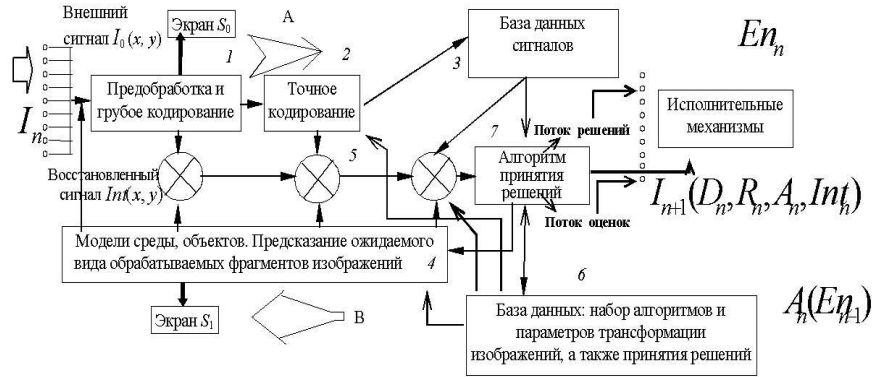 Внешний
сигнал I₀(x, y)
Экран S₀
A
База данных
сигналов
Enₙ
1
2
3
Предобработка и
грубое кодирование
Точное
кодирование
Исполнительные
механизмы
Iₙ
7
Поток решений
5
Алгоритм
принятия
решений
Восстановленный
сигнал Int(x, y)
Iₙ₊₁(Dₙ, Rₙ, Aₙ, Intₙ)
Поток оценок
Модели среды, объектов. Предсказание ожидаемого
вида обрабатываемых фрагментов изображений 4
6
Экран S₁
B
База данных: набор алгоритмов и
параметров трансформации
изображений, а также принятия решений
Aₙ(Enₙ₋₁)